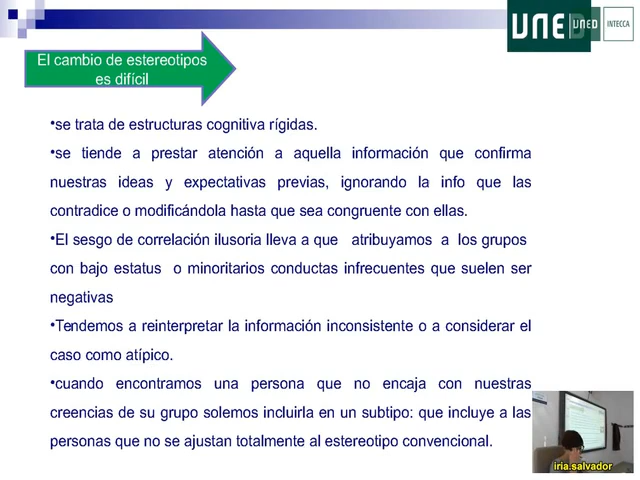 UNED
UNED
INTECCA
El cambio de estereotipos
es difícil
•se trata de estructuras cognitiva rígidas.
•se tiende a prestar atención a aquella información que confirma
nuestras ideas y expectativas previas, ignorando la info que las
contradice o modificándola hasta que sea congruente con ellas.
•El sesgo de correlación ilusoria lleva a que atribuyamos a los grupos
con bajo estatus o minoritarios conductas infrecuentes que suelen ser
negativas
•Tendemos a reinterpretar la información inconsistente o a considerar el
caso como atípico.
•cuando encontramos una persona que no encaja con nuestras
creencias de su grupo solemos incluirla en un subtipo: que incluye a las
personas que no se ajustan totalmente al estereotipo convencional.
iria.salvador